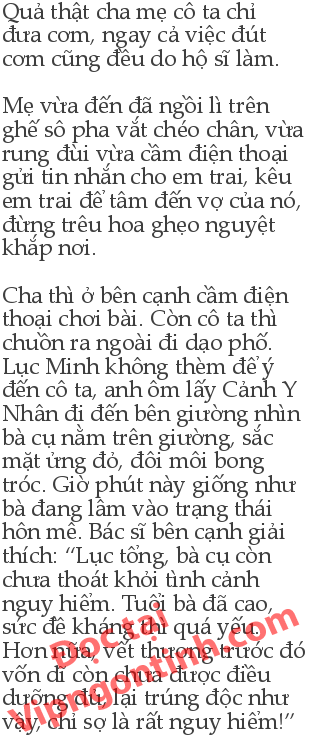 Quả thật cha mẹ cô ta chỉ
đưa cơm, ngay cả việc đút
cơm cũng đều do hộ sĩ làm.
Mẹ vừa đến đã ngồi lì trên
ghế sô pha vắt chéo chân, vừa
rung đùi vừa cầm điện thoại
gửi tin nhắn cho em trai, kêu
em trai để tâm đến vợ của nó,
đừng trêu hoa ghẹo nguyệt
khắp nơi.
Cha thì ở bên cạnh cầm điện
thoại chơi bài. Còn cô ta thì
chuồn ra ngoài đi dạo phố.
Lục Minh không thèm để ý
đến cô ta, anh ôm lấy Cảnh Y
Nhân đi đến bên giường nhìn
bà cụ nằm trên giường, sắc
mặt ửng đỏ, đôi môi bong
tróc. Giờ phút này giống như
bà đang lâm vào trạng thái
hôn mê. Bác sĩ bên cạnh giải
thích: “Lục tổng, bà cụ còn
chưa thoát khỏi tình cảnh
nguy hiểm. Tuổi bà đã cao,
sức đề kháng thì quá yếu.
Hơn nữa, vết thương trước đó
vốn dĩ còn chưa được điều
dưỡng đủ, lại trúng độc như
vậy, chỉ sợ là rất nguy hiểm!”
Đọc tại
Vipngontinh.com